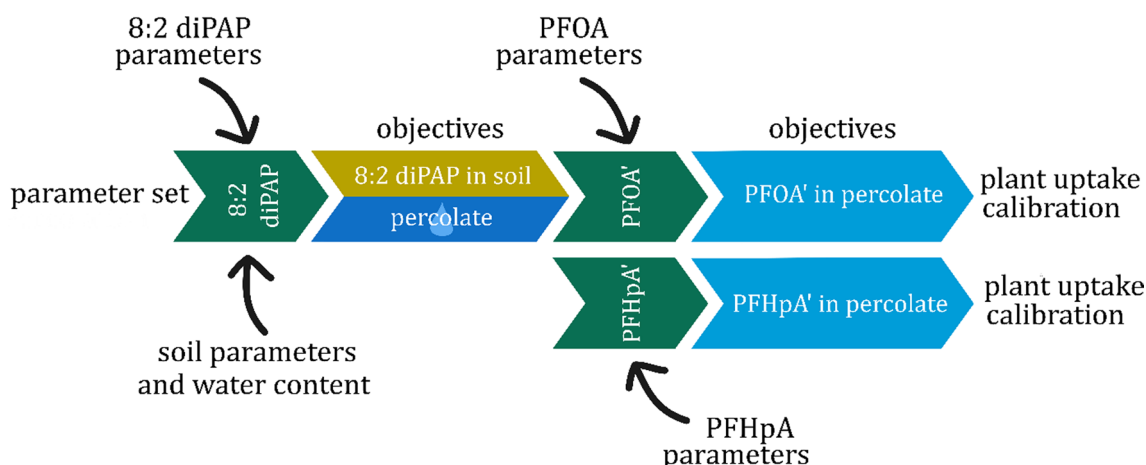 8:2 diPAP
parameters
PFOA
parameters
objectives
objectives
parameter set
8:2
diPAP
8:2 diPAP in soil
percolate
PFOA'
PFOA' in percolate
plant uptake
calibration
PFHpA'
PFHpA' in percolate
plant uptake
calibration
soil parameters
and water content
PFHpA
parameters